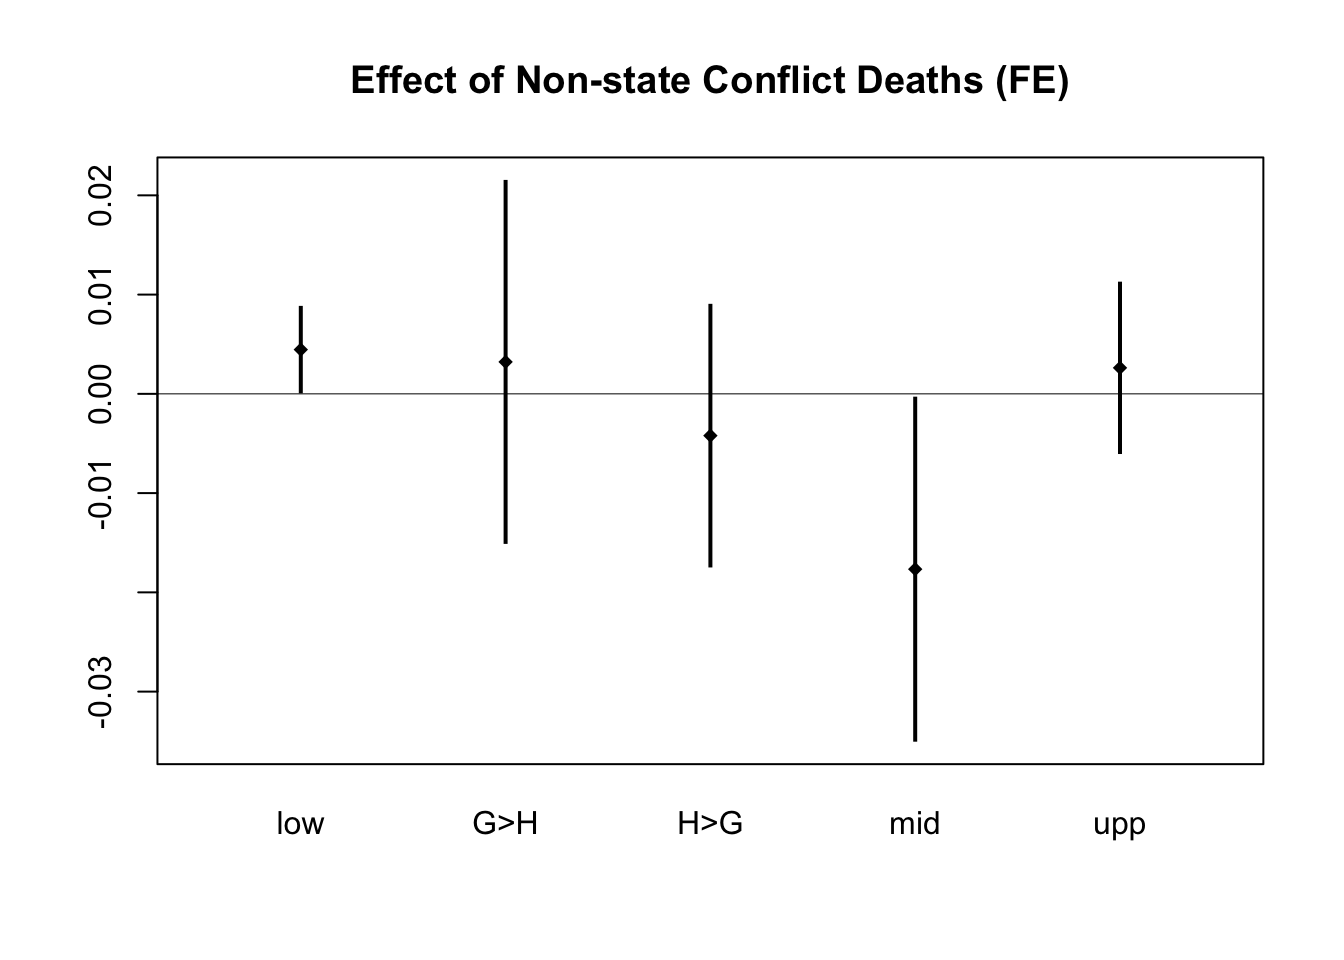 Effect of Non-state Conflict Deaths (FE)
0.02
0.01
0.00
-0.01
-0.03
low G>H H>G mid upp